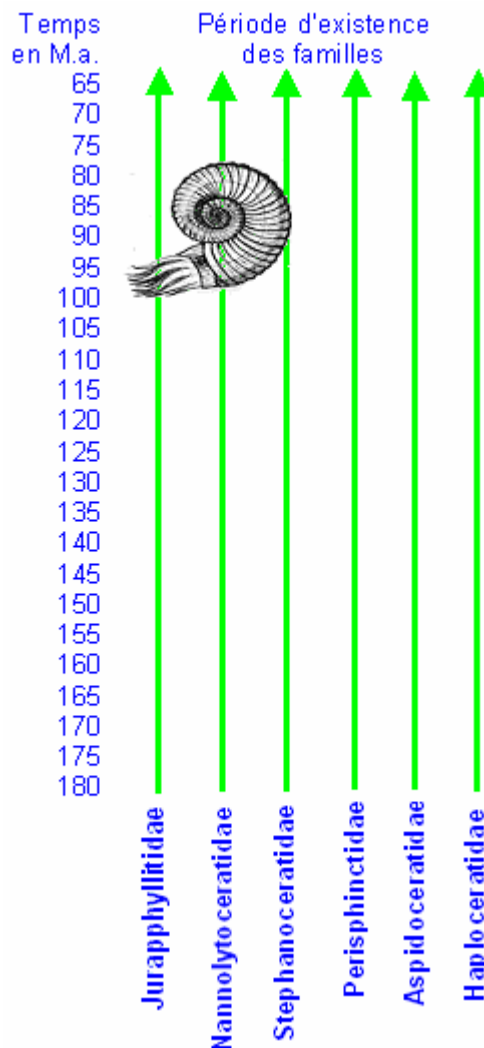 Temps
en M.a.
Période d'existence
des familles
65
70
75
80
85
90
95
100
105
110
115
120
125
130
135
140
145
150
155
160
165
170
175
180
Jurapphyllitidae
Nannolytoceratidae
Stephanoceratidae
Perisphinctidae
Aspidoceratidae
Haploceratidae